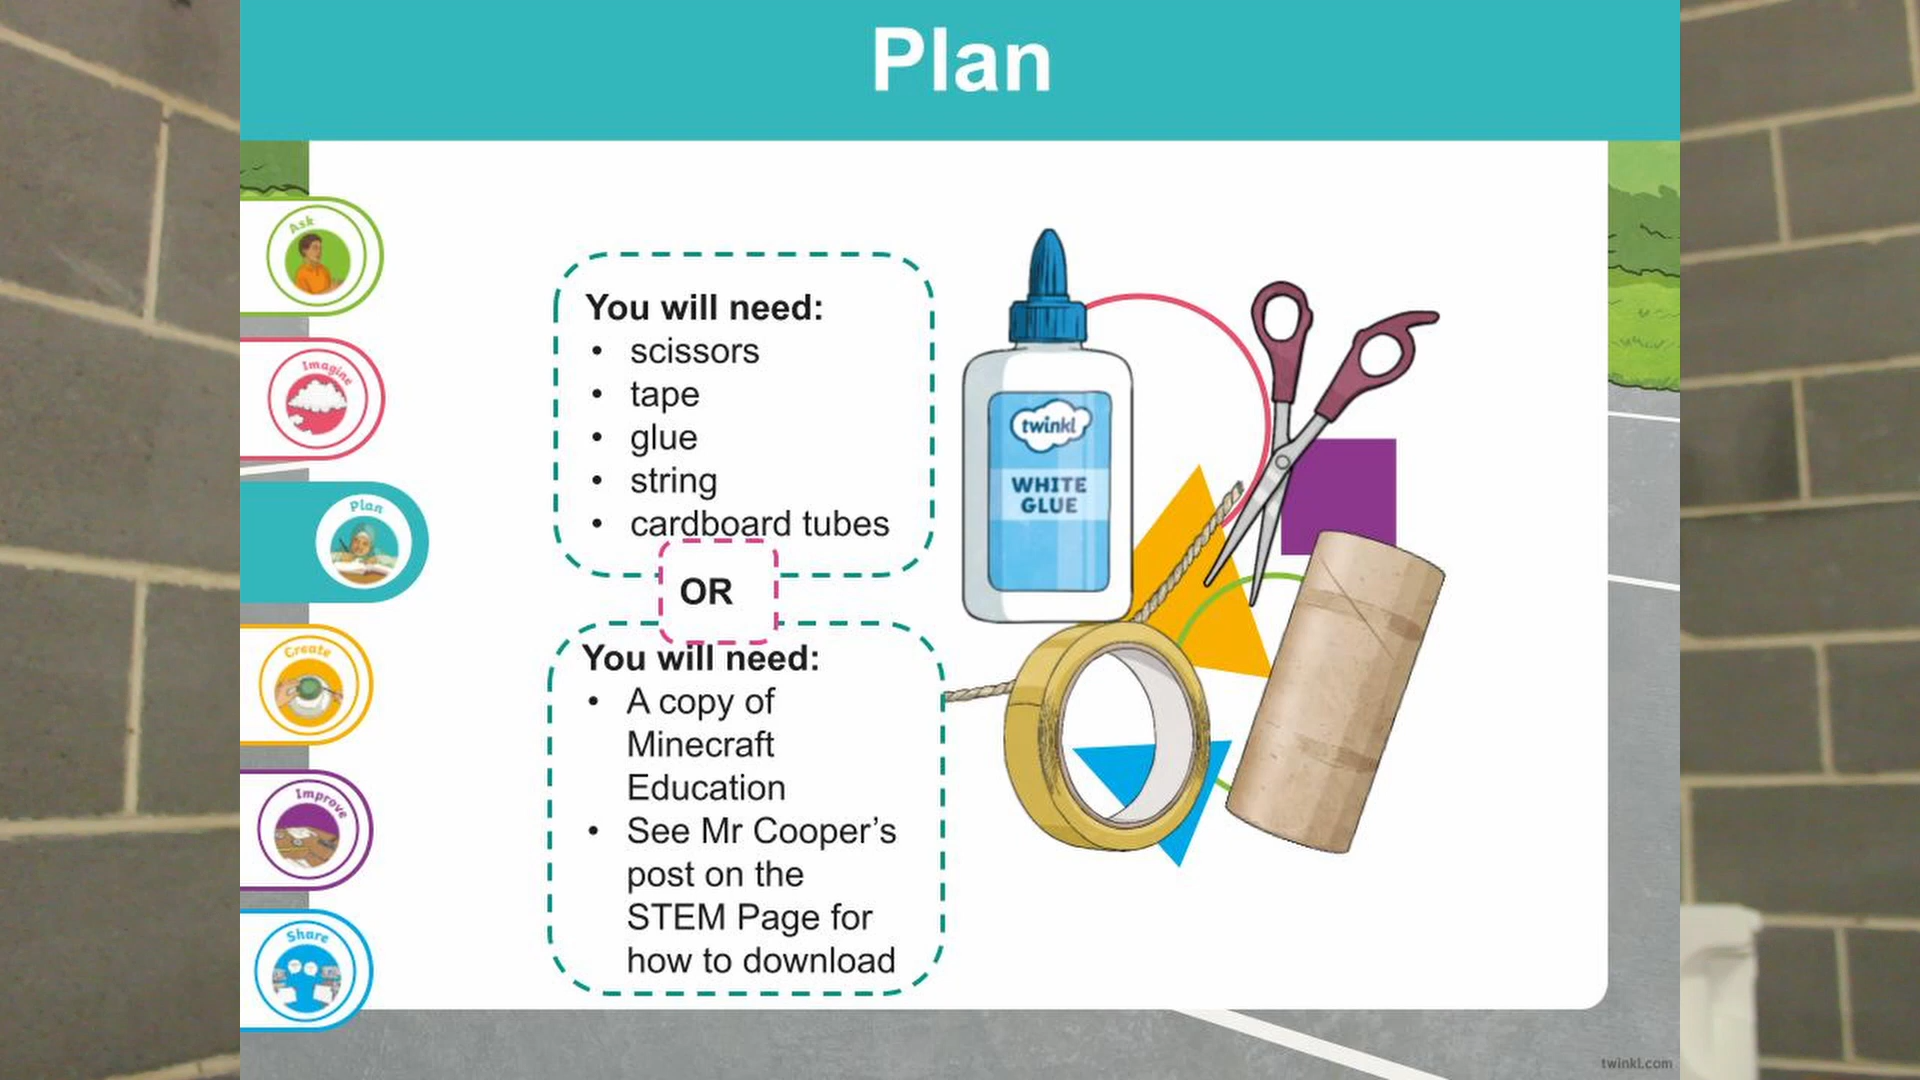 Plan
Ask
Imagine
Plan
Create
Improve
Share
You will need:
• scissors
• tape
• glue
• string
• cardboard tubes
OR
You will need:
• A copy of
Minecraft
Education
• See Mr Cooper’s
post on the
STEM Page for
how to download
twinkl
WHITE
GLUE
twinkl.com